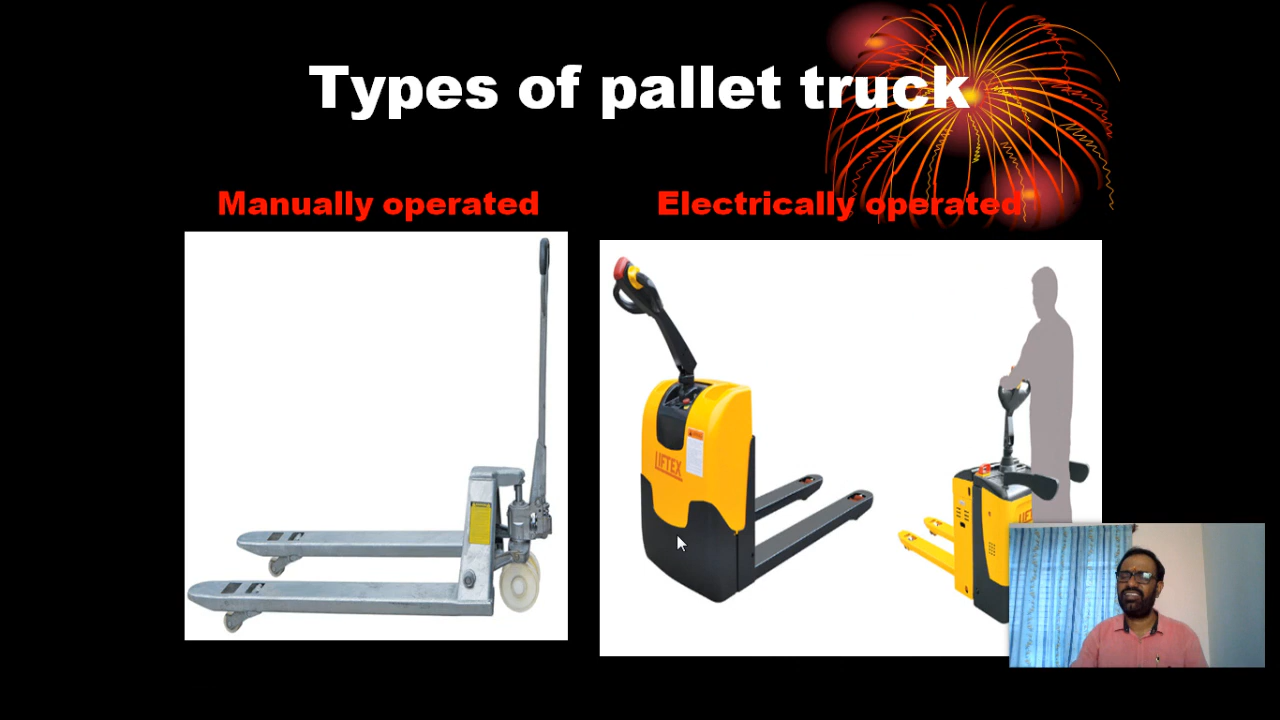 Types of pallet truck
Manually operated
Electrically operated
LIFTEX